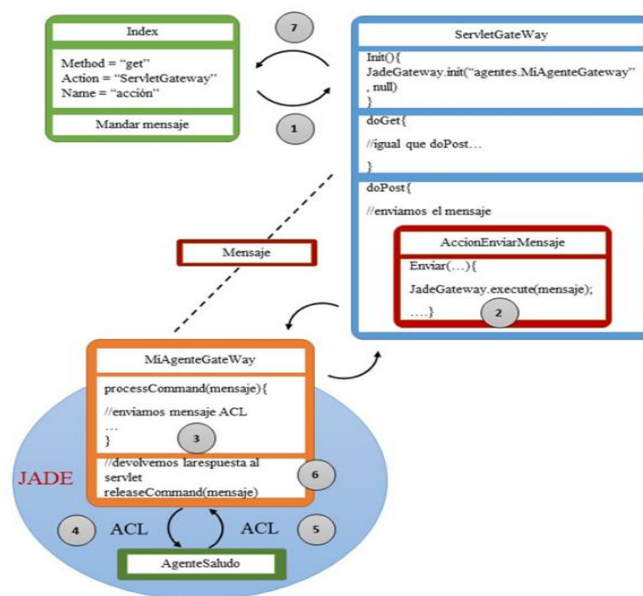 7
Index
Method = “get”
Action = “ServletGateway”
Name = “acción”
Mandar mensaje
1
ServletGateWay
Init(){
JadeGateway.init(“agentes.MiAgenteGateway”
, null)
}
doGet{
//igual que doPost…
}
doPost{
//enviamos el mensaje
AccionEnviarMensaje
Enviar(…){
JadeGateway.execute(mensaje);
….}
2
Mensaje
MiAgenteGateWay
processCommand(mensaje){
//enviamos mensaje ACL
…
}
3
//devolvemos larespuesta al
servlet
releaseCommand(mensaje)
6
JADE
4
ACL
ACL
5
AgenteSaludo